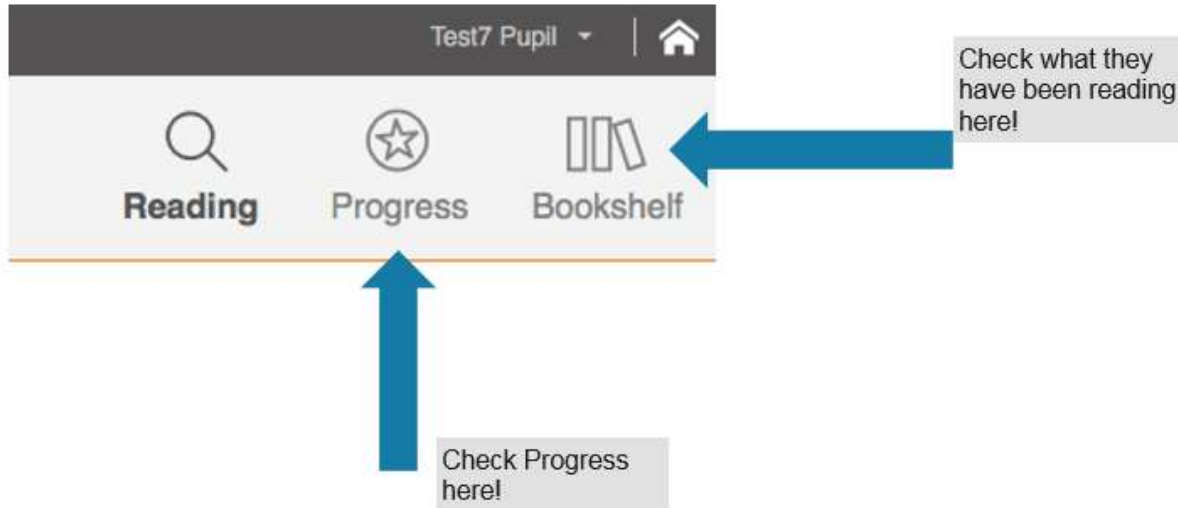 Test7 Pupil
Reading
Progress
Bookshelf
Check what they
have been reading
here!
Check Progress
here!